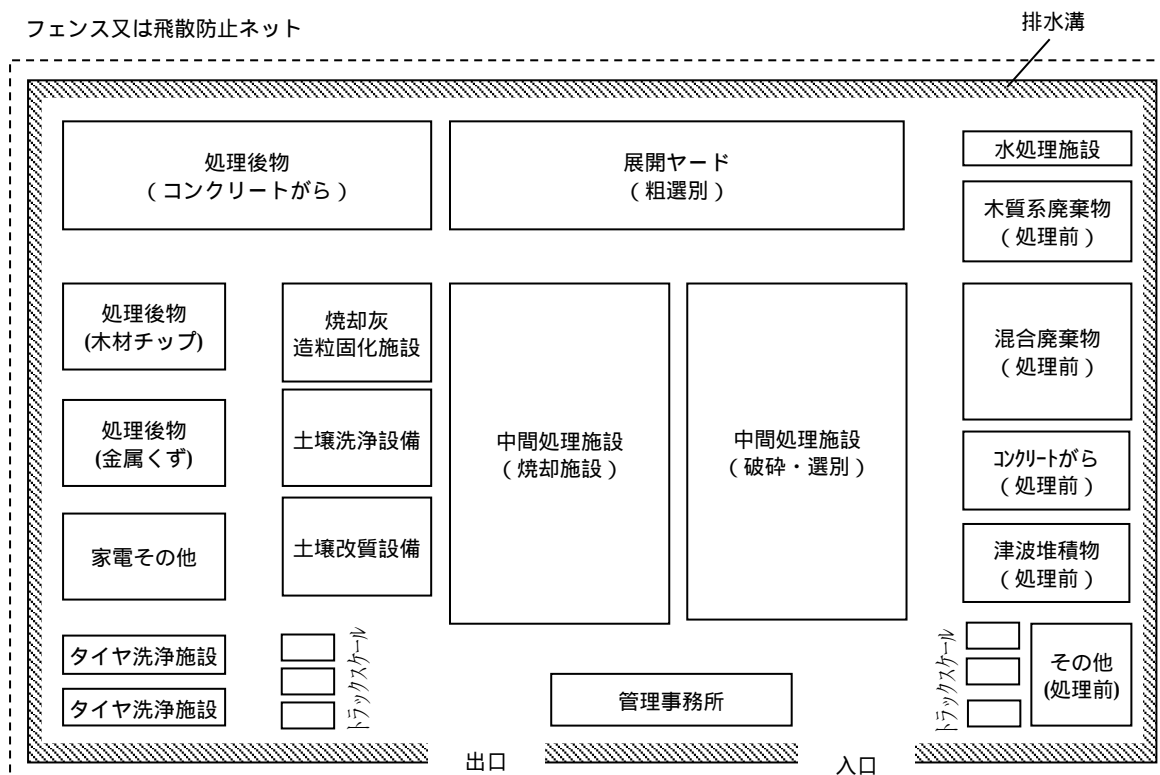 フェンス又は飛散防止ネット
排水溝
処理後物
(コンクリートがら)
展開ヤード
(粗選別)
水処理施設
木質系廃棄物
(処理前)
処理後物
(木材チップ)
焼却灰
造粒固化施設
中間処理施設
(焼却施設)
中間処理施設
(破砕・選別)
混合廃棄物
(処理前)
処理後物
(金属くず)
土壌洗浄設備
コンクリートがら
(処理前)
家電その他
土壌改質設備
津波堆積物
(処理前)
タイヤ洗浄施設
タイヤ洗浄施設
トラックスケール
管理事務所
トラックスケール
その他
(処理前)
出口
入口